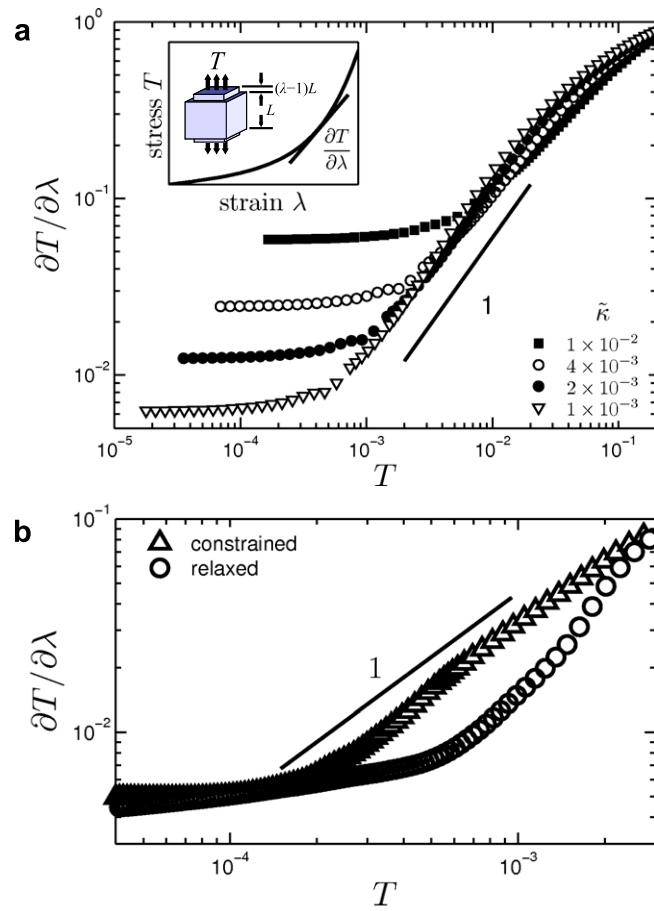 a
10⁰
10⁻¹
10⁻²
∂T/∂λ
stress T
T
(λ−1)L
L
∂T
∂λ
strain λ
1
κ̃
1 × 10⁻²
4 × 10⁻³
2 × 10⁻³
1 × 10⁻³
10⁻⁵
10⁻⁴
10⁻³
10⁻²
10⁻¹
T
b
10⁻¹
10⁻²
∂T/∂λ
constrained
relaxed
1
10⁻⁴
10⁻³
T